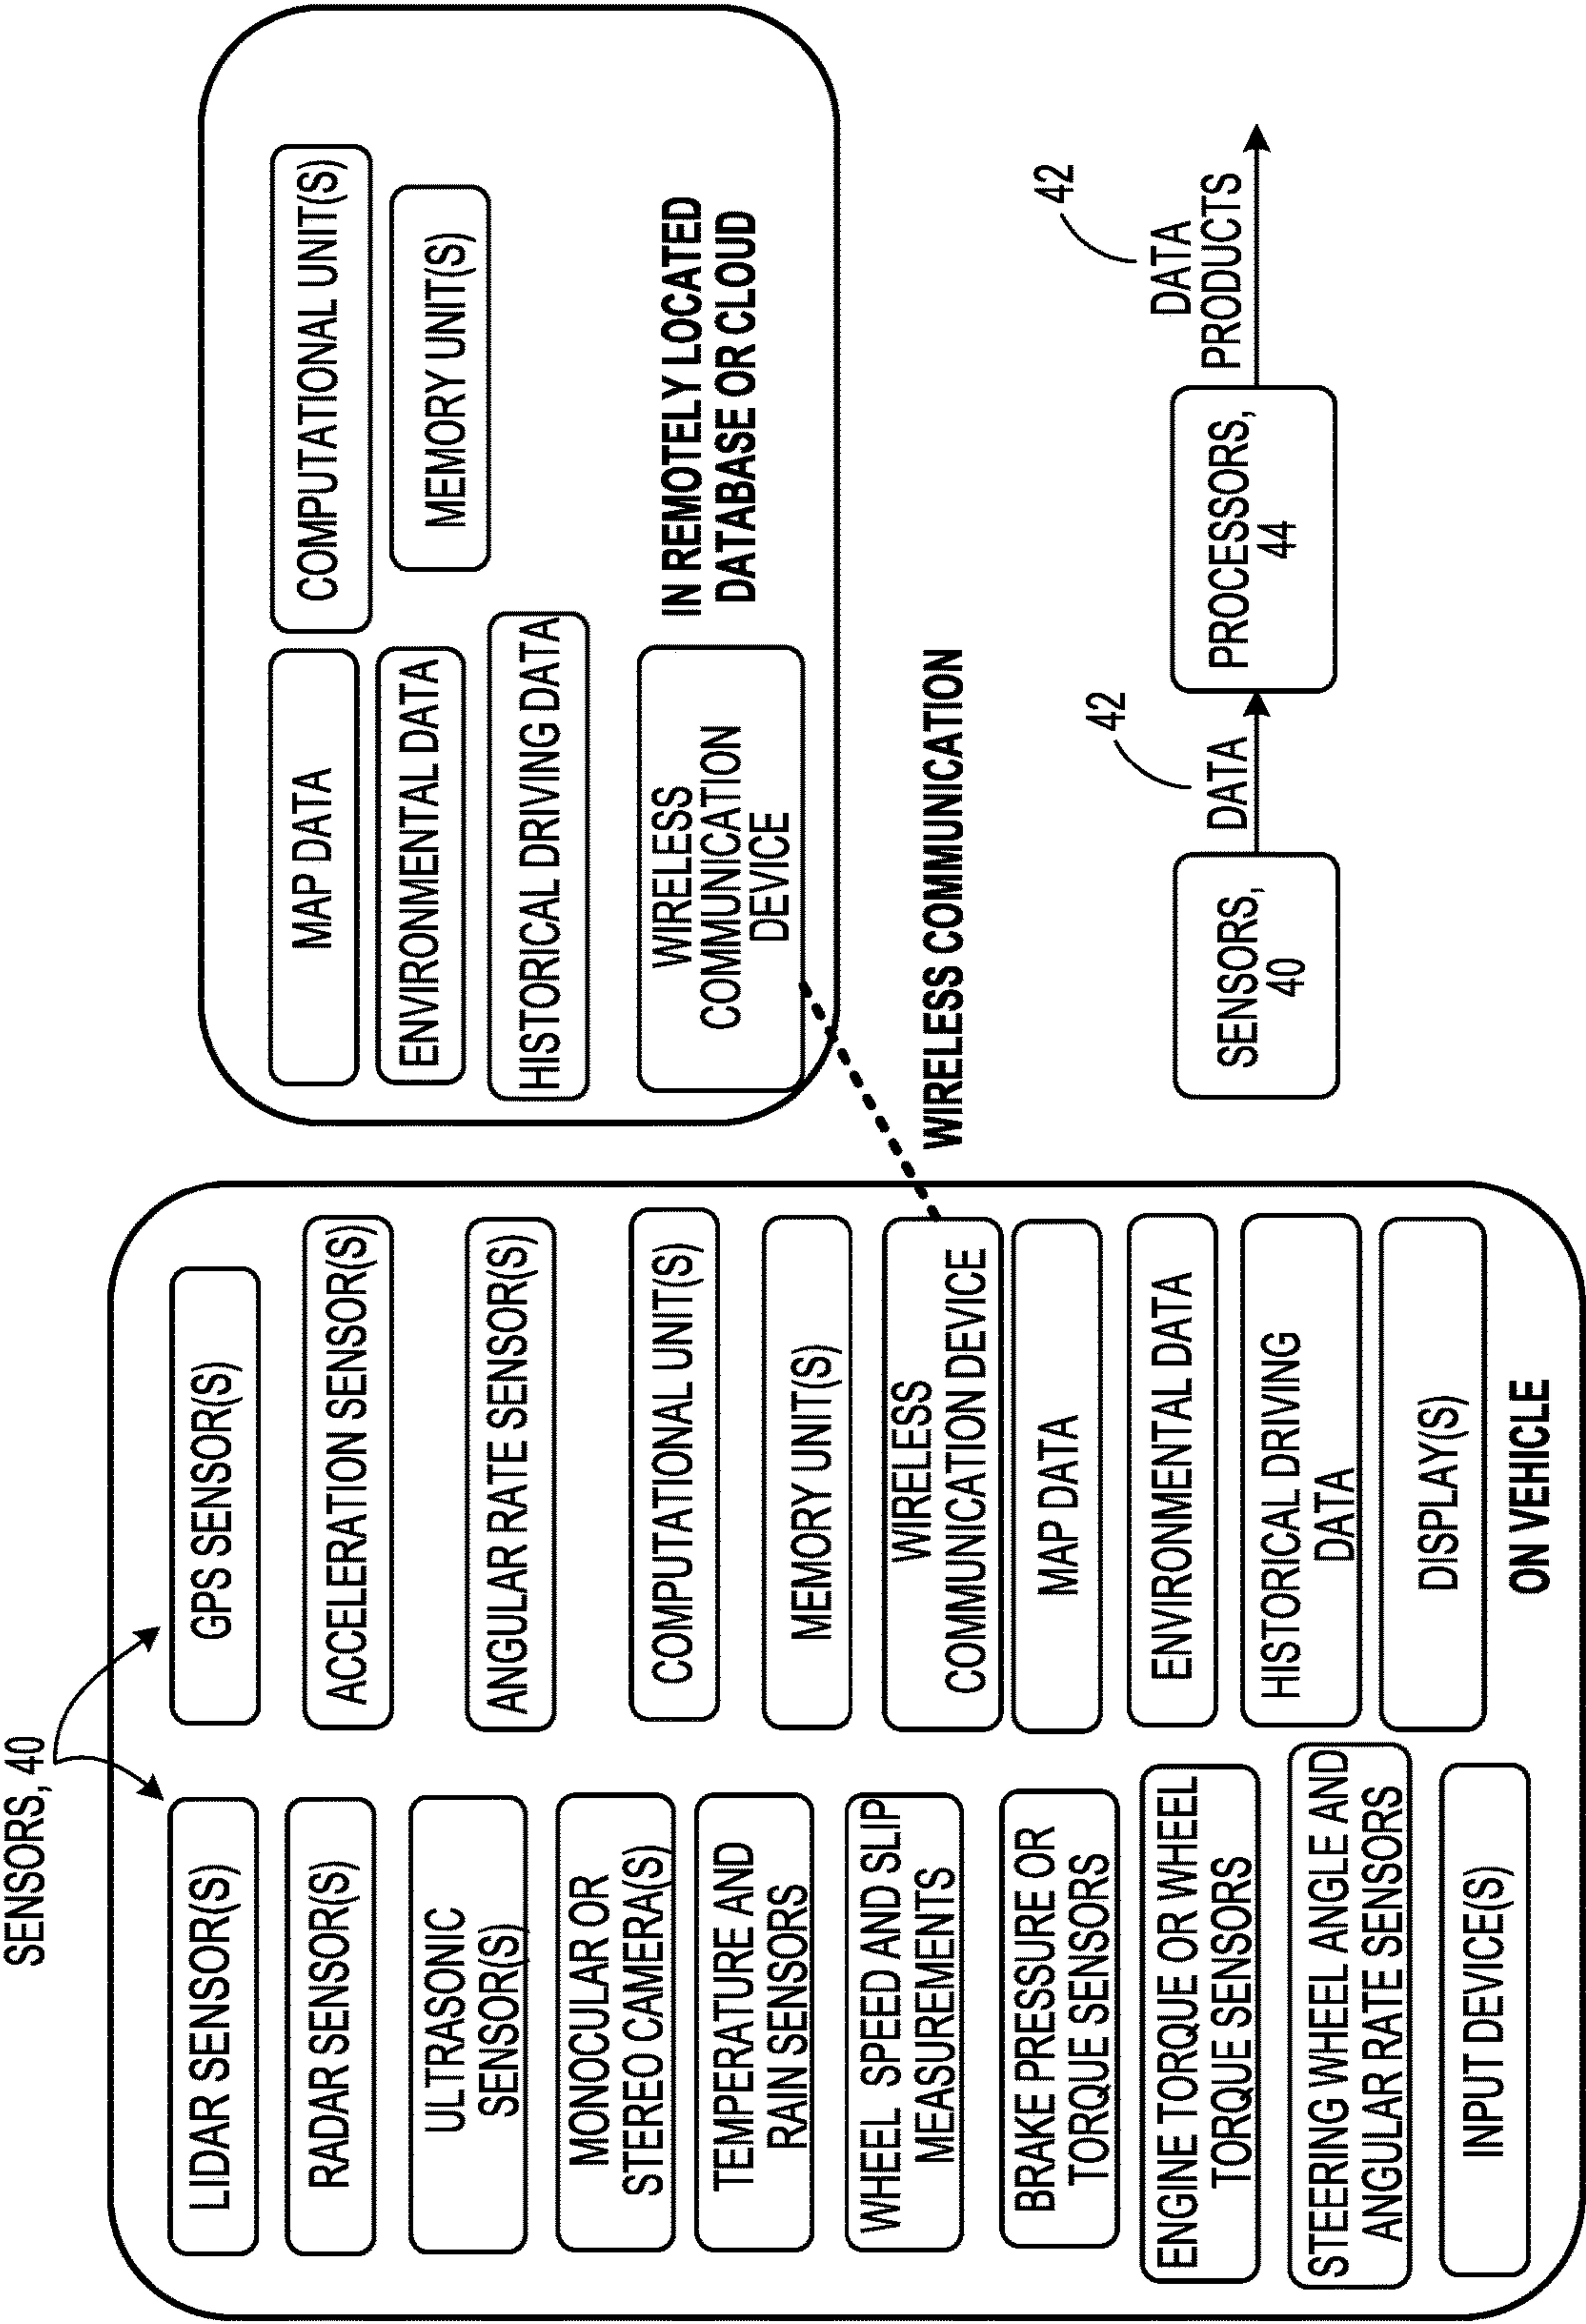 SENSORS, 40
LIDAR SENSOR(S)
RADAR SENSOR(S)
ULTRASONIC
SENSOR(S)
MONOCULAR OR
STEREO CAMERA(S)
TEMPERATURE AND
RAIN SENSORS
WHEEL SPEED AND SLIP
MEASUREMENTS
BRAKE PRESSURE OR
TORQUE SENSORS
ENGINE TORQUE OR WHEEL
TORQUE SENSORS
STEERING WHEEL ANGLE AND
ANGULAR RATE SENSORS
INPUT DEVICE(S)
GPS SENSOR(S)
ACCELERATION SENSOR(S)
ANGULAR RATE SENSOR(S)
COMPUTATIONAL UNIT(S)
MEMORY UNIT(S)
WIRELESS
COMMUNICATION DEVICE
MAP DATA
ENVIRONMENTAL DATA
HISTORICAL DRIVING
DATA
DISPLAY(S)
ON VEHICLE
MAP DATA
ENVIRONMENTAL DATA
HISTORICAL DRIVING DATA
WIRELESS
COMMUNICATION
DEVICE
COMPUTATIONAL UNIT(S)
MEMORY UNIT(S)
IN REMOTELY LOCATED
DATABASE OR CLOUD
WIRELESS COMMUNICATION
SENSORS,
40
42
DATA
PROCESSORS,
44
42
DATA
PRODUCTS